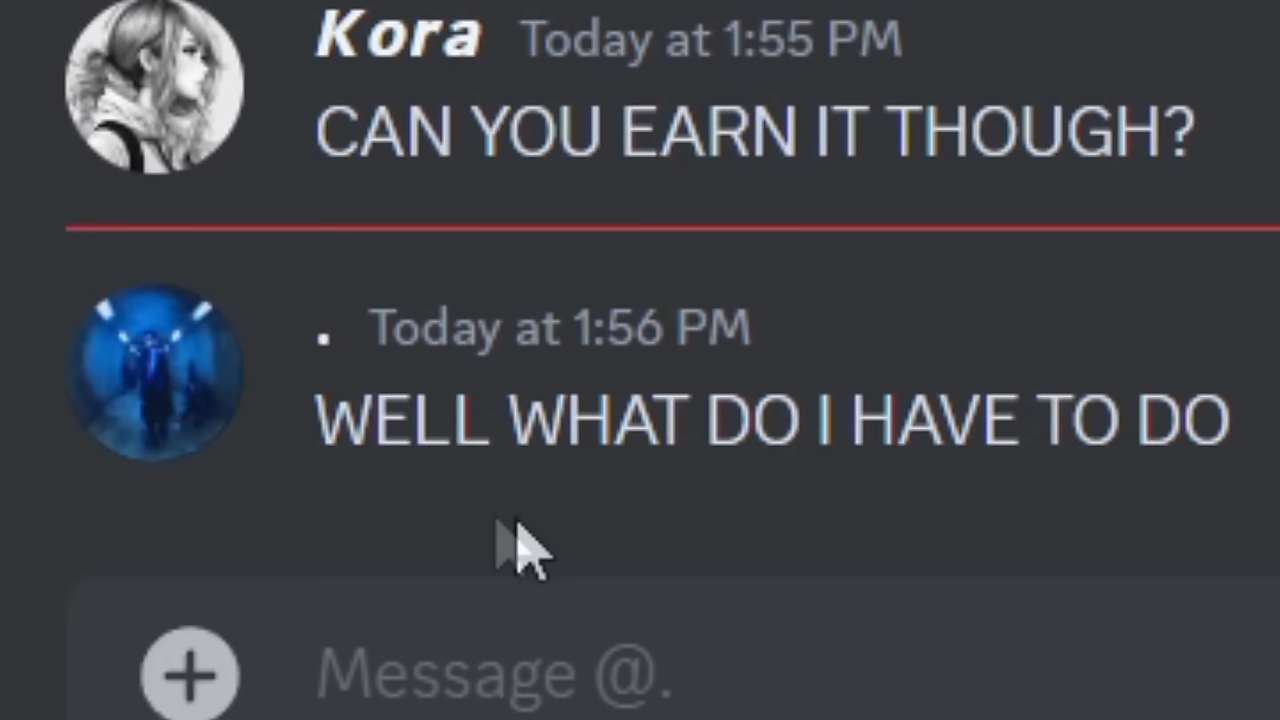 Kora Today at 1:55 PM
CAN YOU EARN IT THOUGH?
. Today at 1:56 PM
WELL WHAT DO I HAVE TO DO
Message @.